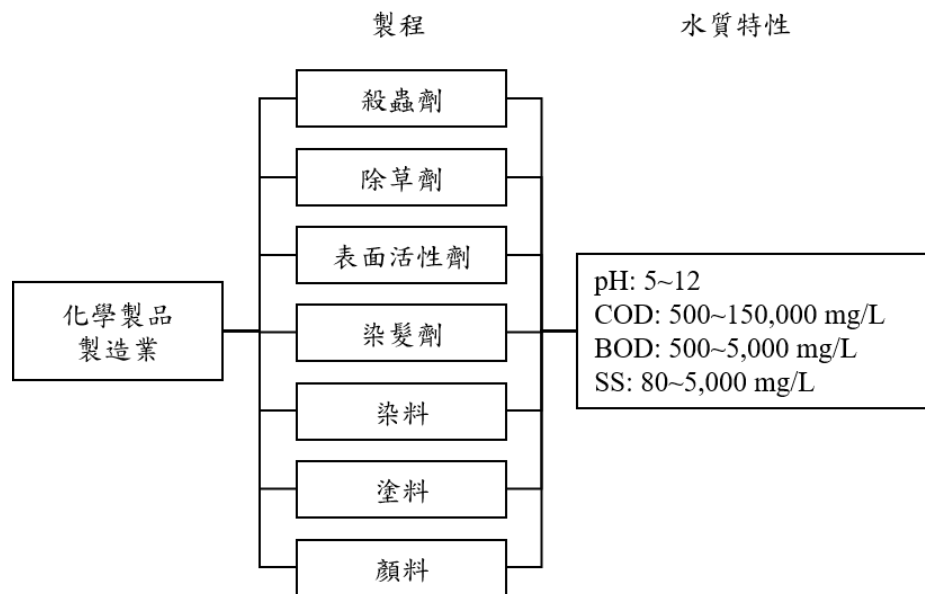 製程
水質特性
化學製品
製造業
殺蟲劑
除草劑
表面活性劑
染髮劑
染料
塗料
顏料
pH: 5~12
COD: 500~150,000 mg/L
BOD: 500~5,000 mg/L
SS: 80~5,000 mg/L